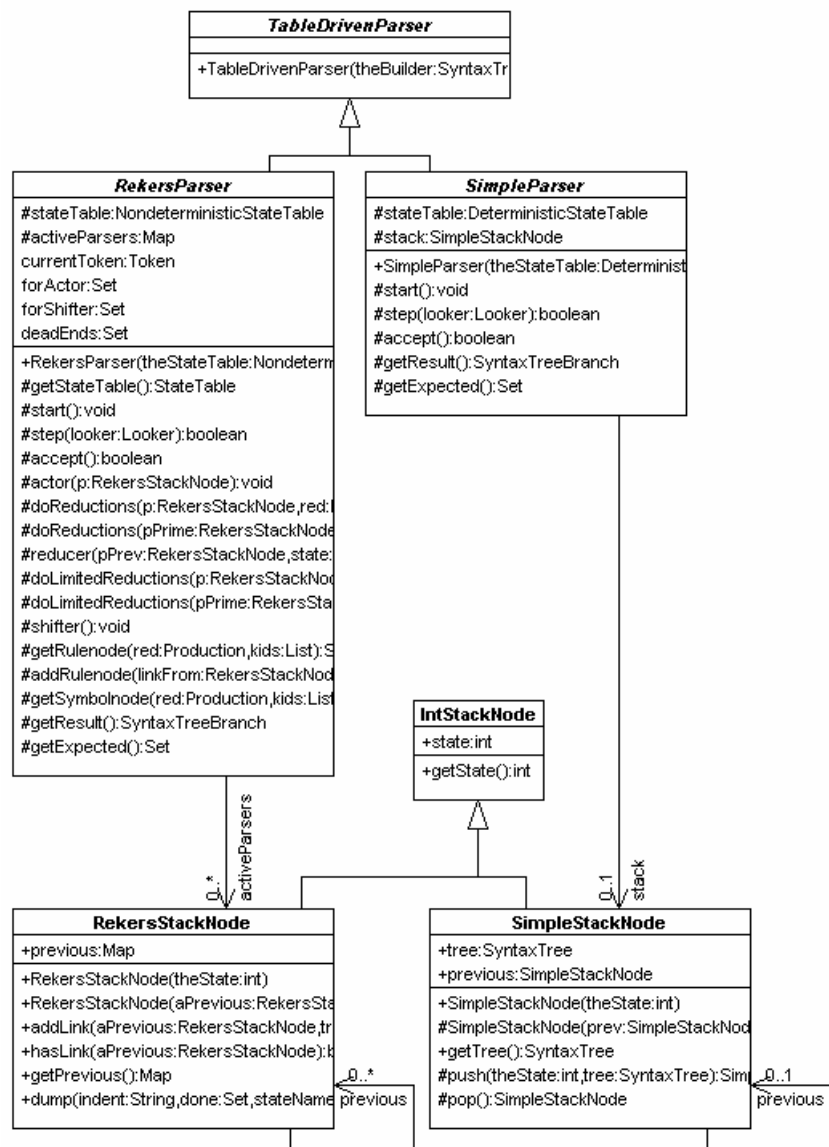 TableDrivenParser
+TableDrivenParser(theBuilder:SyntaxTr
RekersParser
#stateTable:NondeterministicStateTable
#activeParsers:Map
currentToken:Token
forActor:Set
forShifter:Set
deadEnds:Set
+RekersParser(theStateTable:Nondeterm
#getStateTable():StateTable
#start():void
#step(looker:Looker):boolean
#accept():boolean
#actor(p:RekersStackNode):void
#doReductions(p:RekersStackNode,red:
#doReductions(pPrime:RekersStackNode
#reducer(pPrev:RekersStackNode,state:
#doLimitedReductions(p:RekersStackNod
#doLimitedReductions(pPrime:RekersSta
#shifter():void
#getRulenode(red:Production,kids:List):S
#addRulenode(linkFrom:RekersStackNod
#getSymbolnode(red:Production,kids:List
#getResult():SyntaxTreeBranch
#getExpected():Set
SimpleParser
#stateTable:DeterministicStateTable
#stack:SimpleStackNode
+SimpleParser(theStateTable:Determinist
#start():void
#step(looker:Looker):boolean
#accept():boolean
#getResult():SyntaxTreeBranch
#getExpected():Set
IntStackNode
+state:int
+getState():int
0..*
activeParsers
0..1
stack
RekersStackNode
+previous:Map
+RekersStackNode(theState:int)
+RekersStackNode(aPrevious:RekersSta
+addLink(aPrevious:RekersStackNode,tr
+hasLink(aPrevious:RekersStackNode):b
+getPrevious():Map
+dump(indent:String,done:Set,stateName
0..*
previous
SimpleStackNode
+tree:SyntaxTree
+previous:SimpleStackNode
+SimpleStackNode(theState:int)
#SimpleStackNode(prev:SimpleStackNod
+getTree():SyntaxTree
#push(theState:int,tree:SyntaxTree):Sim
#pop():SimpleStackNode
0..1
previous